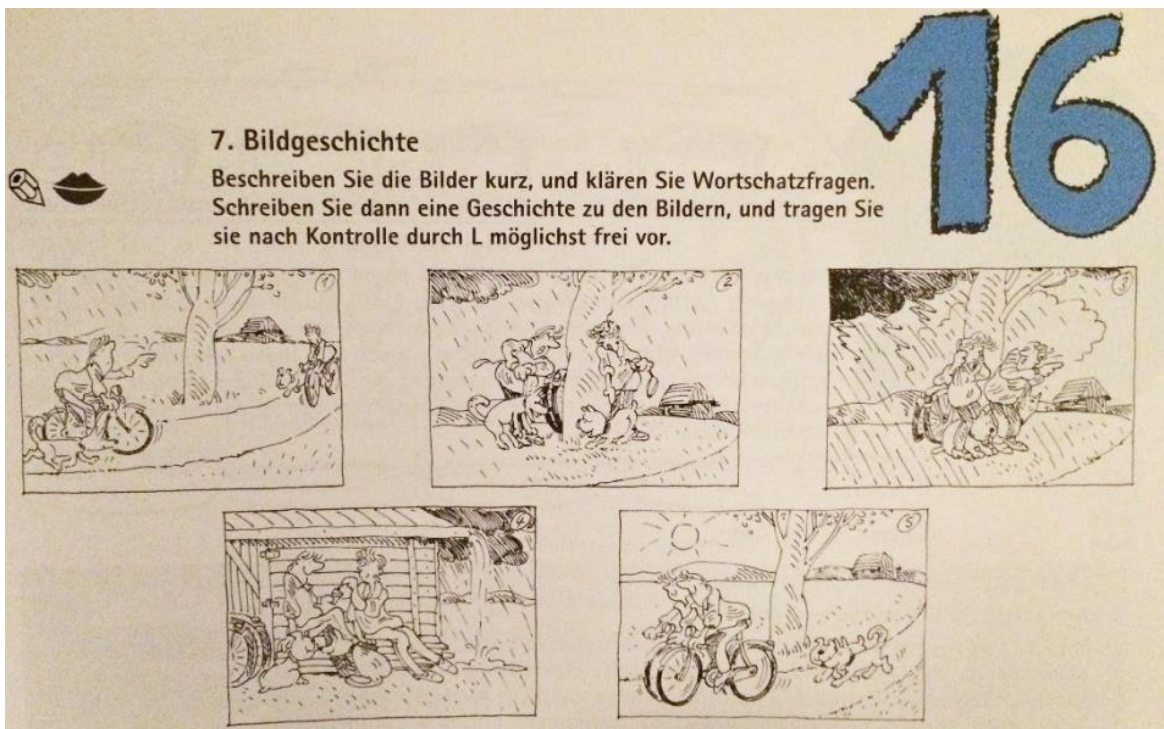 16
7. Bildgeschichte
Beschreiben Sie die Bilder kurz, und klären Sie Wortschatzfragen.
Schreiben Sie dann eine Geschichte zu den Bildern, und tragen Sie
sie nach Kontrolle durch L möglichst frei vor.
1
2
3
4
5